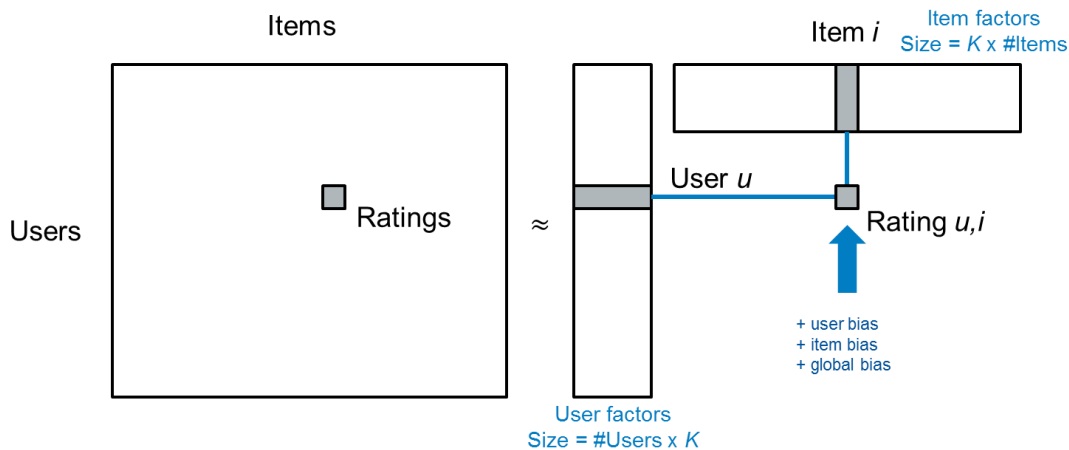 Items
Item i
Item factors
Size = K x #Items
Users
Ratings
≈
User u
Rating u,i
+ user bias
+ item bias
+ global bias
User factors
Size = #Users x K